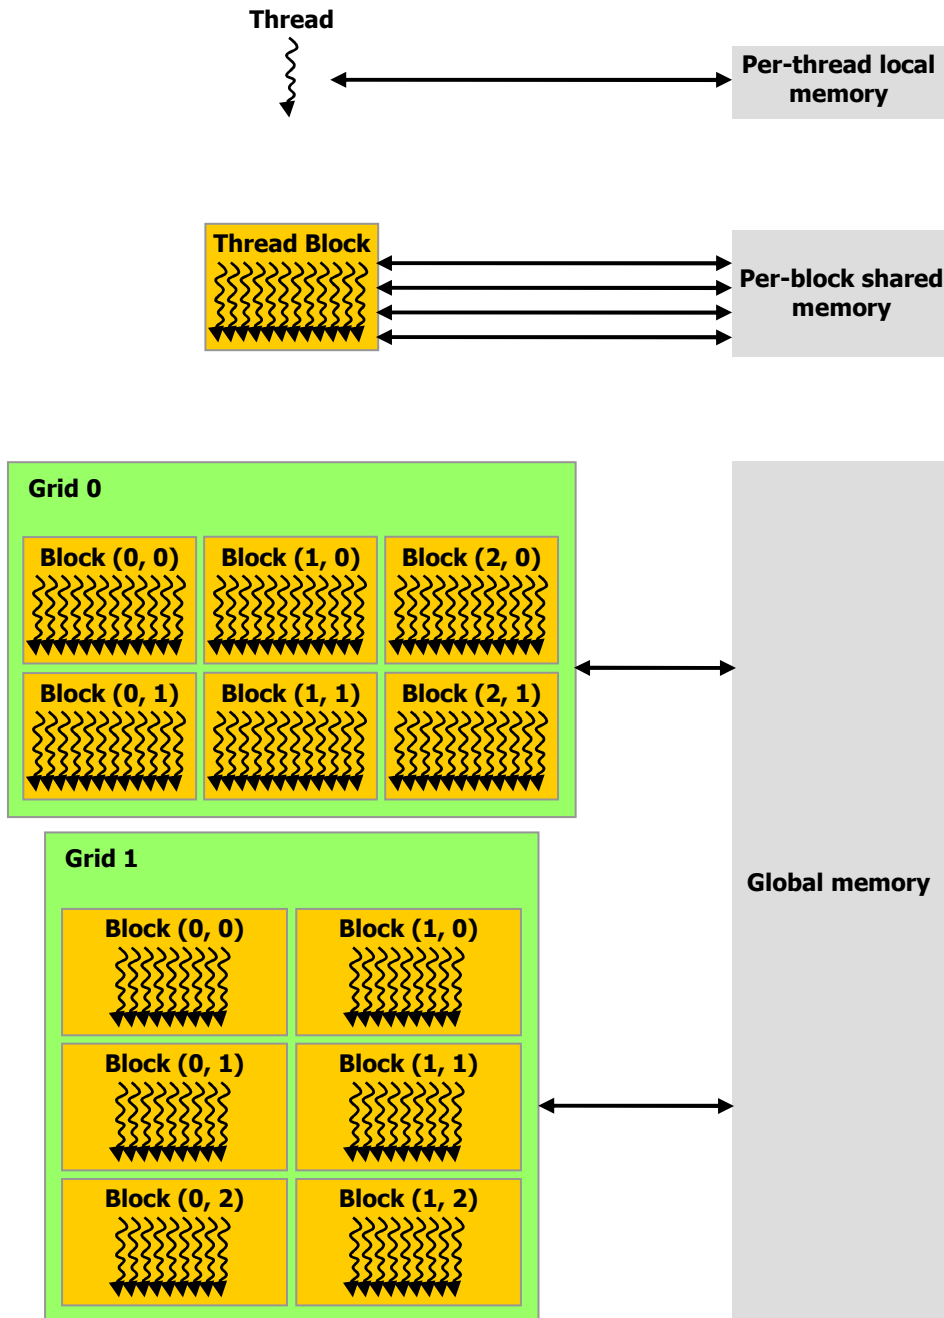 Thread
Per-thread local
memory
Thread Block
Per-block shared
memory
Grid 0
Block (0, 0)
Block (1, 0)
Block (2, 0)
Block (0, 1)
Block (1, 1)
Block (2, 1)
Global memory
Grid 1
Block (0, 0)
Block (1, 0)
Block (0, 1)
Block (1, 1)
Block (0, 2)
Block (1, 2)